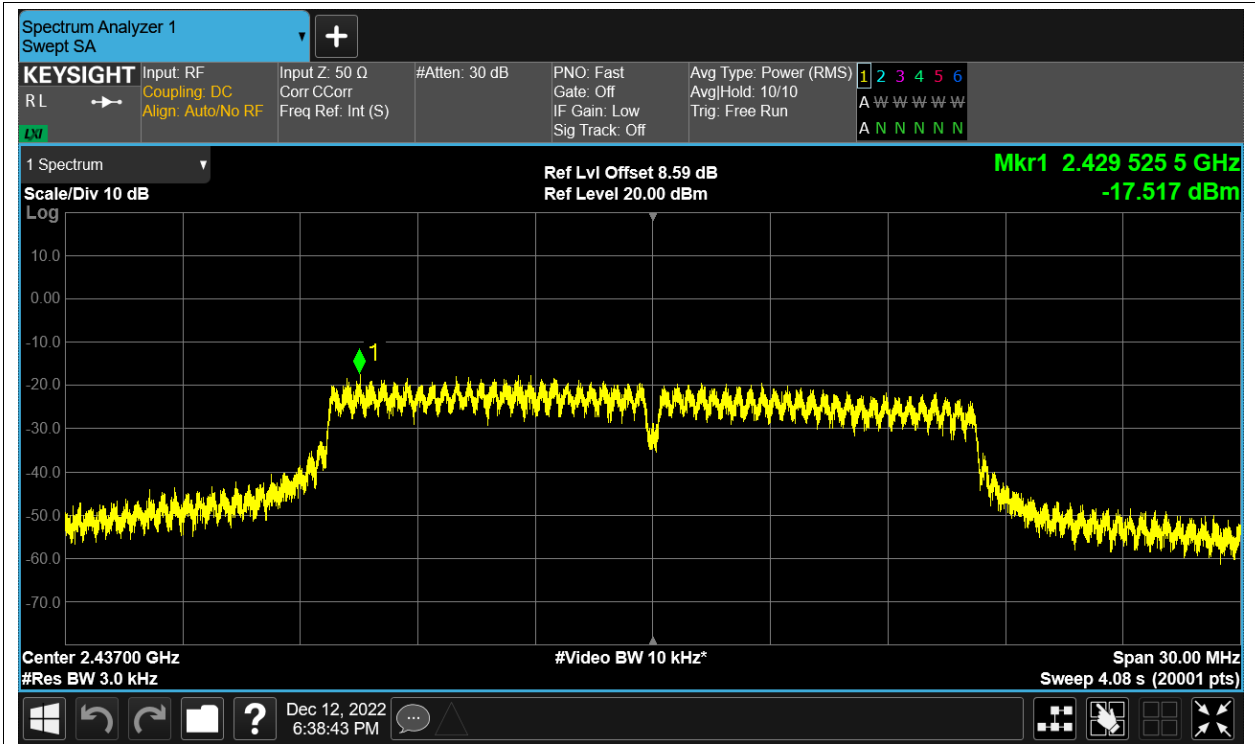 Spectrum Analyzer 1
Swept SA
+
KEYSIGHT Input: RF Input Z: 50 Ω #Atten: 30 dB PNO: Fast Avg Type: Power (RMS) 1 2 3 4 5 6
R L Coupling: DC Corr CCorr Gate: Off Avg|Hold: 10/10 A W W W W W
Align: Auto/No RF Freq Ref: Int (S) IF Gain: Low Trig: Free Run
LXI Sig Track: Off A N N N N N
1 Spectrum
Ref Lvl Offset 8.59 dB
Mkr1 2.429 525 5 GHz
Scale/Div 10 dB Ref Level 20.00 dBm -17.517 dBm
Log
10.0
0.00
-10.0
1
-20.0
-30.0
-40.0
-50.0
-60.0
-70.0
Center 2.43700 GHz #Video BW 10 kHz* Span 30.00 MHz
#Res BW 3.0 kHz Sweep 4.08 s (20001 pts)
? Dec 12, 2022
6:38:43 PM